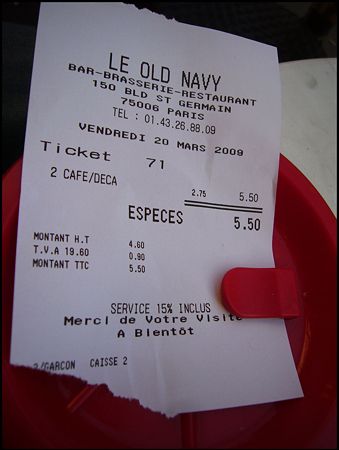 LE OLD NAVY
BAR-BRASSERIE-RESTAURANT
150 BLD ST GERMAIN
75006 PARIS
TEL : 01.43.26.88.09
VENDREDI 20 MARS 2009
Ticket 71
2 CAFE/DECA 2.75 5.50
ESPECES 5.50
MONTANT H.T 4.60
T.V.A 19.60 0.90
MONTANT TTC 5.50
SERVICE 15% INCLUS
Merci de Votre Visite
A Bientôt
2/GARCON CAISSE 2